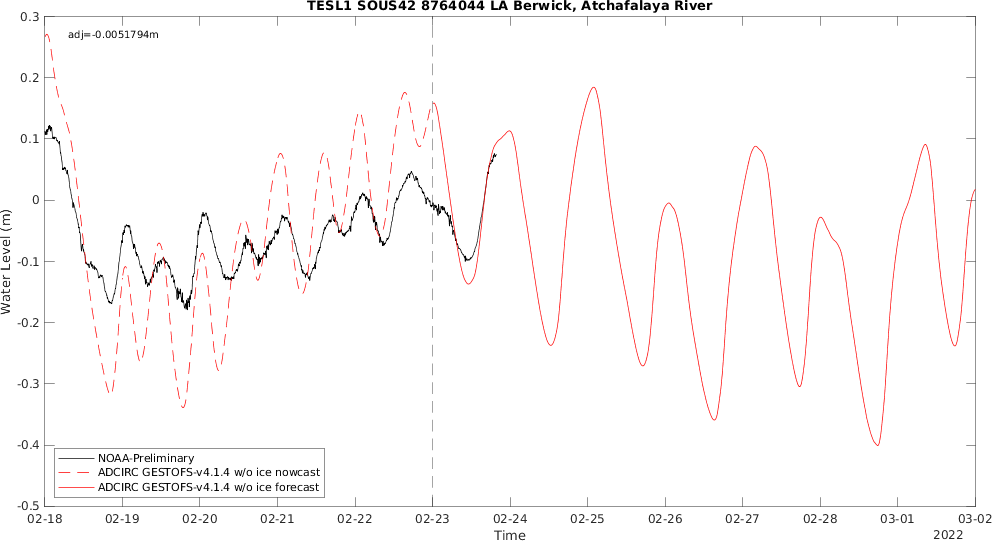 TESL1 SOUS42 8764044 LA Berwick, Atchafalaya River
adj=-0.0051794m
0.3
0.2
0.1
0
-0.1
-0.2
-0.3
-0.4
-0.5
Water Level (m)
NOAA-Preliminary
ADCIRC GESTOFS-v4.1.4 w/o ice nowcast
ADCIRC GESTOFS-v4.1.4 w/o ice forecast
02-18 02-19 02-20 02-21 02-22 02-23 02-24 02-25 02-26 02-27 02-28 03-01 03-02
Time
2022